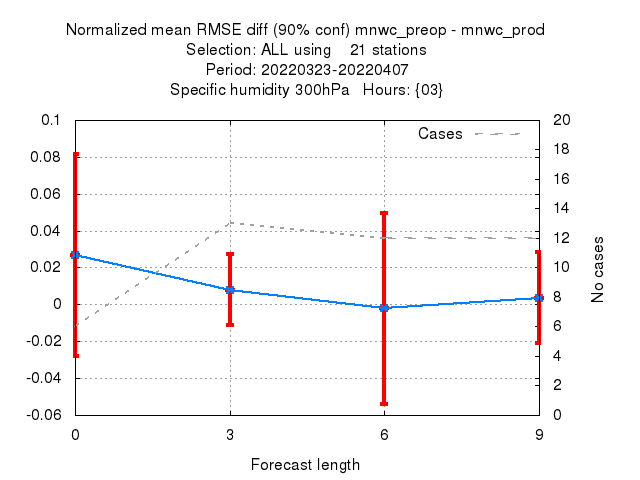 Normalized mean RMSE diff (90% conf) mnwc_preop - mnwc_prod
Selection: ALL using    21 stations
Period: 20220323-20220407
Specific humidity 300hPa   Hours: {03}
0.1
0.08
0.06
0.04
0.02
0
-0.02
-0.04
-0.06
Cases
20
18
16
14
12
10
8
6
4
2
0
No cases
0 3 6 9
Forecast length